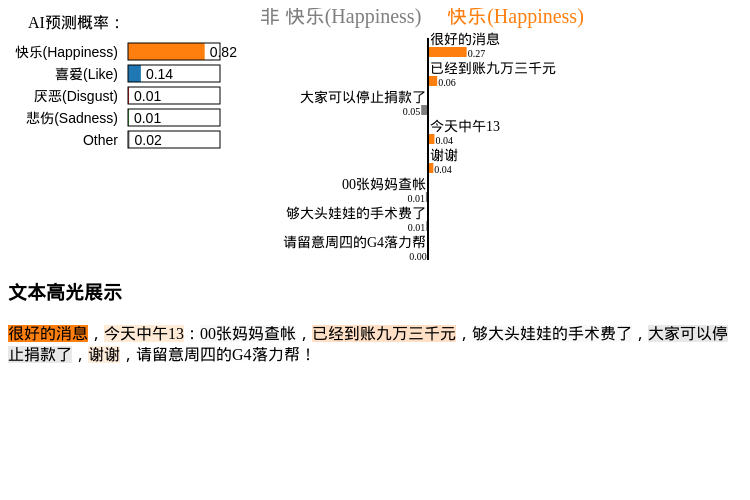 AI预测概率：
快乐(Happiness) 0.82
喜爱(Like) 0.14
厌恶(Disgust) 0.01
悲伤(Sadness) 0.01
Other 0.02
非 快乐(Happiness) 快乐(Happiness)
很好的消息
0.27
已经到账九万三千元
0.06
大家可以停止捐款了
0.05
今天中午13
0.04
谢谢
0.04
00张妈妈查帐
0.01
够大头娃娃的手术费了
0.01
请留意周四的G4落力帮
0.00
文本高光展示
很好的消息，今天中午13：00张妈妈查帐，已经到账九万三千元，够大头娃娃的手术费了，大家可以停
止捐款了，谢谢，请留意周四的G4落力帮！